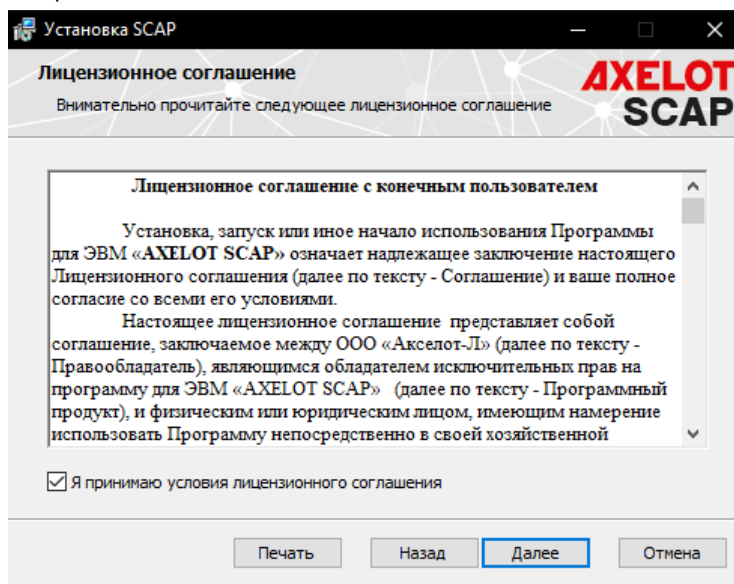 Установка SCAP
Лицензионное соглашение
Внимательно прочитайте следующее лицензионное соглашение
AXELOT
SCAP
Лицензионное соглашение с конечным пользователем
Установка, запуск или иное начало использования Программы
для ЭВМ «AXELOT SCAP» означает надлежащее заключение настоящего
Лицензионного соглашения (далее по тексту - Соглашение) и ваше полное
согласие со всеми его условиями.
Настоящее лицензионное соглашение представляет собой
соглашение, заключаемое между ООО «Акселот-Л» (далее по тексту -
Правообладатель), являющимся обладателем исключительных прав на
программу для ЭВМ «AXELOT SCAP» (далее по тексту - Программный
продукт), и физическим или юридическим лицом, имеющим намерение
использовать Программу непосредственно в своей хозяйственной
Я принимаю условия лицензионного соглашения
Печать Назад Далее Отмена